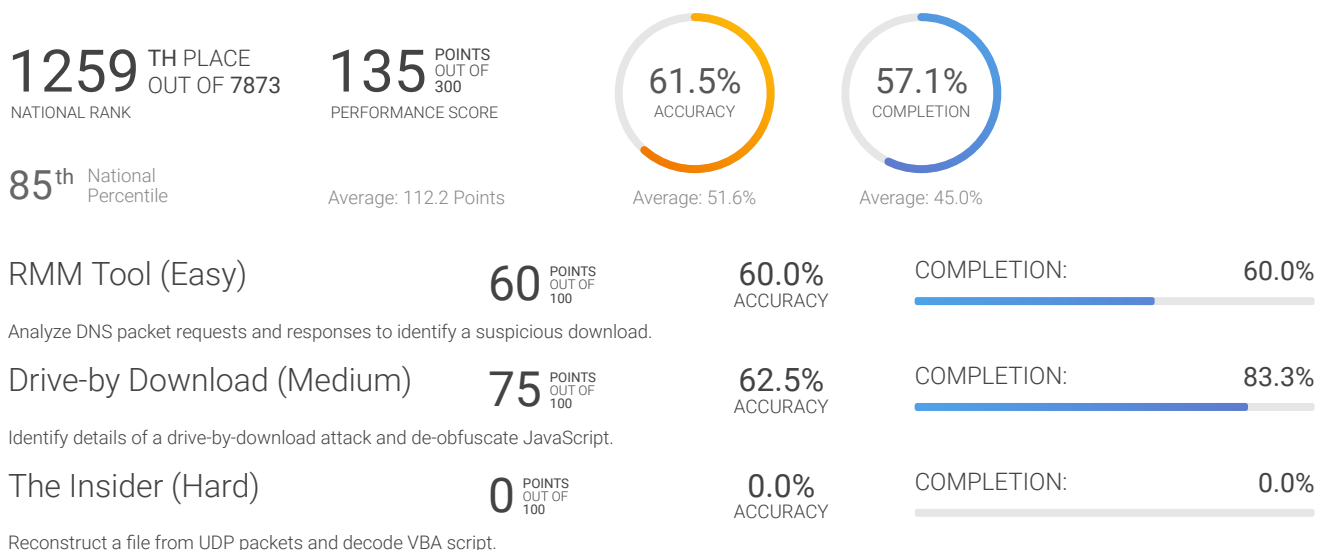 1259 TH PLACE
OUT OF 7873
NATIONAL RANK
135 POINTS
OUT OF
300
PERFORMANCE SCORE
61.5%
ACCURACY
57.1%
COMPLETION
85th National
Percentile
Average: 112.2 Points
Average: 51.6%
Average: 45.0%
RMM Tool (Easy)
60 POINTS
OUT OF
100
60.0%
ACCURACY
COMPLETION: 60.0%
Analyze DNS packet requests and responses to identify a suspicious download.
Drive-by Download (Medium)
75 POINTS
OUT OF
100
62.5%
ACCURACY
COMPLETION: 83.3%
Identify details of a drive-by-download attack and de-obfuscate JavaScript.
The Insider (Hard)
0 POINTS
OUT OF
100
0.0%
ACCURACY
COMPLETION: 0.0%
Reconstruct a file from UDP packets and decode VBA script.